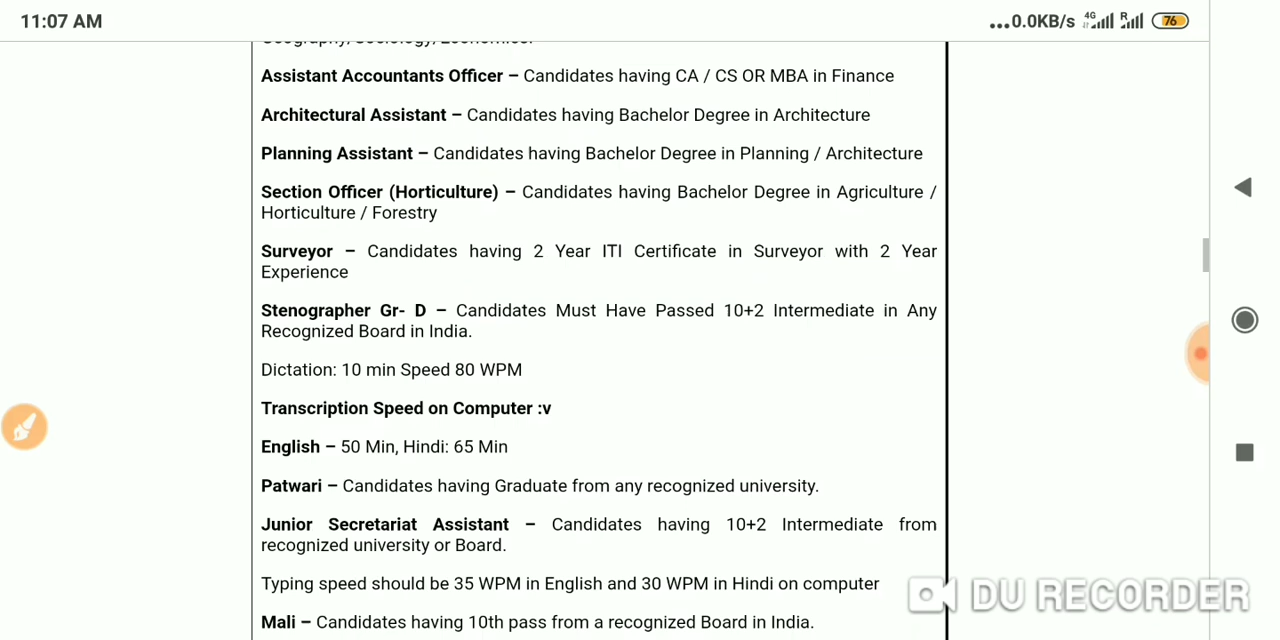 11:07 AM
...0.0KB/s 4G R 76
Assistant Accountants Officer – Candidates having CA / CS OR MBA in Finance
Architectural Assistant – Candidates having Bachelor Degree in Architecture
Planning Assistant – Candidates having Bachelor Degree in Planning / Architecture
Section Officer (Horticulture) – Candidates having Bachelor Degree in Agriculture /
Horticulture / Forestry
Surveyor – Candidates having 2 Year ITI Certificate in Surveyor with 2 Year
Experience
Stenographer Gr- D – Candidates Must Have Passed 10+2 Intermediate in Any
Recognized Board in India.
Dictation: 10 min Speed 80 WPM
Transcription Speed on Computer :v
English – 50 Min, Hindi: 65 Min
Patwari – Candidates having Graduate from any recognized university.
Junior Secretariat Assistant – Candidates having 10+2 Intermediate from
recognized university or Board.
Typing speed should be 35 WPM in English and 30 WPM in Hindi on computer
Mali – Candidates having 10th pass from a recognized Board in India.
DU RECORDER